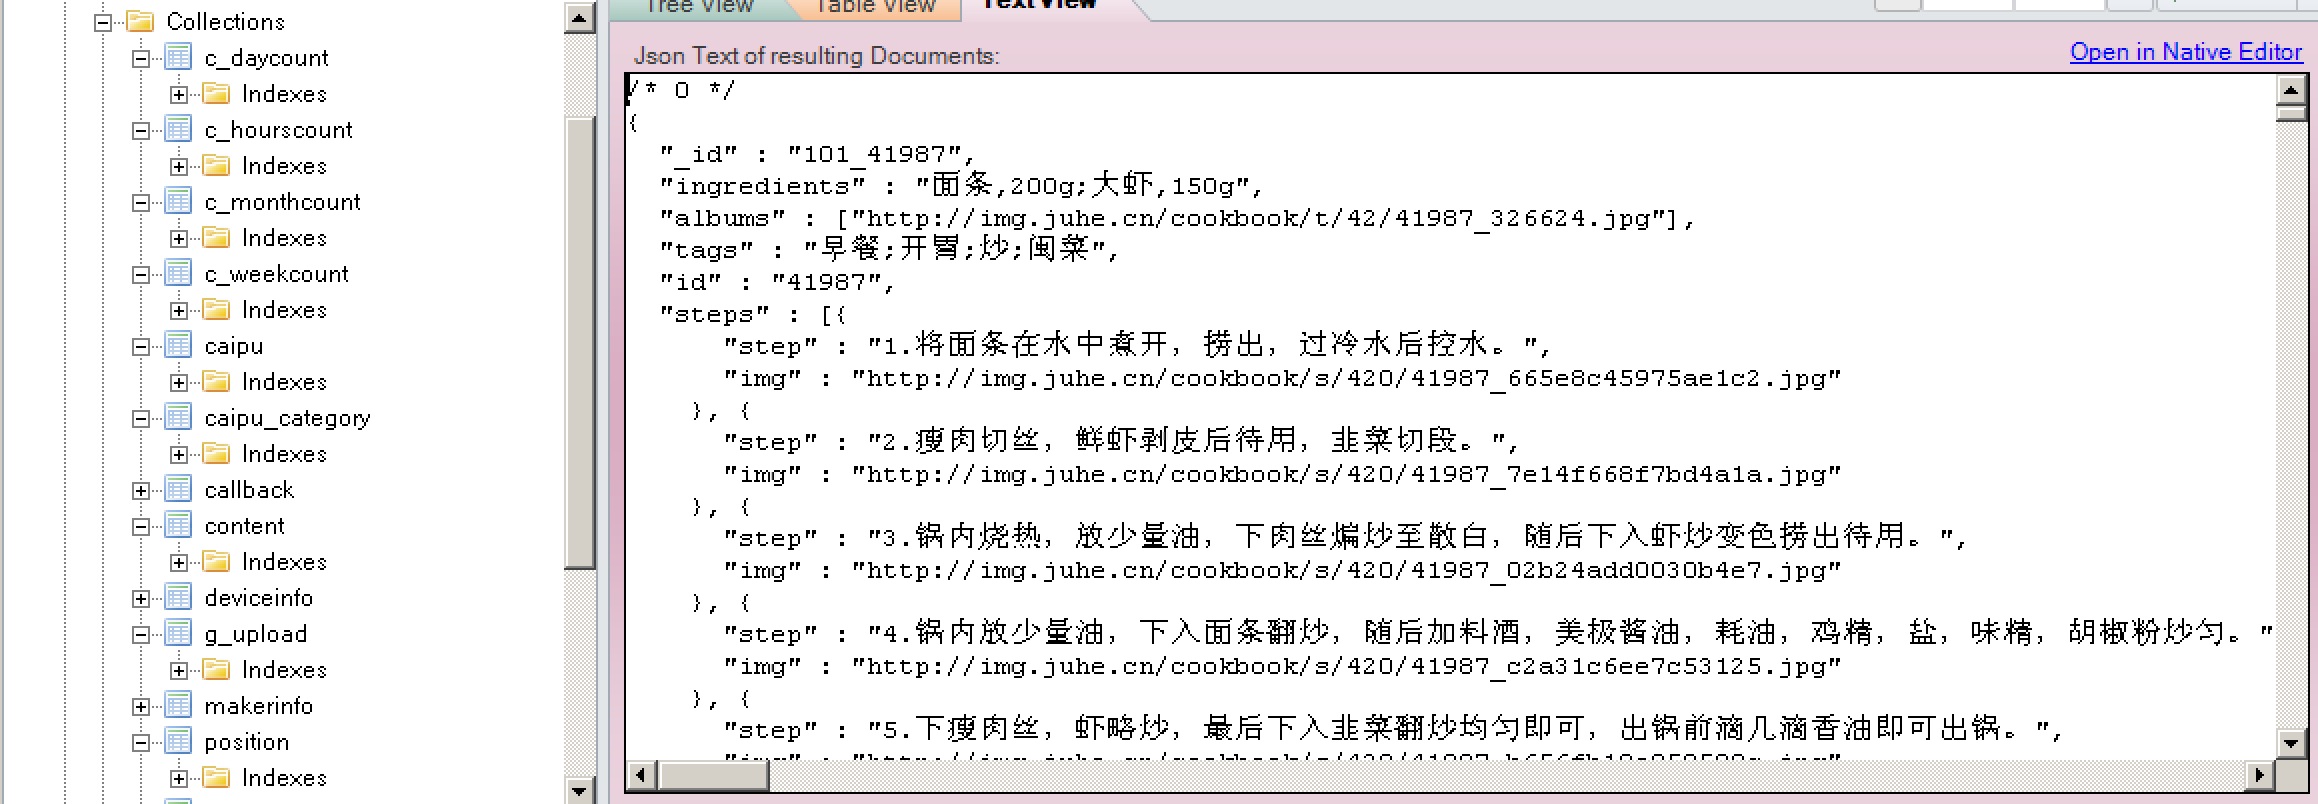 Collections
c_daycount
Indexes
c_hourscount
Indexes
c_monthcount
Indexes
c_weekcount
Indexes
caipu
Indexes
caipu_category
Indexes
callback
content
Indexes
deviceinfo
g_upload
Indexes
makerinfo
position
Indexes
Tree View Table View Text View
Json Text of resulting Documents: Open in Native Editor
/* 0 */
{
"_id" : "101_41987",
"ingredients" : "面条,200g;大虾,150g",
"albums" : ["http://img.juhe.cn/cookbook/t/42/41987_326624.jpg"],
"tags" : "早餐;开胃;炒;闽菜",
"id" : "41987",
"steps" : [{
"step" : "1.将面条在水中煮开，捞出，过冷水后控水。",
"img" : "http://img.juhe.cn/cookbook/s/420/41987_665e8c45975ae1c2.jpg"
}, {
"step" : "2.瘦肉切丝，鲜虾剥皮后待用，韭菜切段。",
"img" : "http://img.juhe.cn/cookbook/s/420/41987_7e14f668f7bd4a1a.jpg"
}, {
"step" : "3.锅内烧热，放少量油，下肉丝煸炒至散白，随后下入虾炒变色捞出待用。",
"img" : "http://img.juhe.cn/cookbook/s/420/41987_02b24add0030b4e7.jpg"
}, {
"step" : "4.锅内放少量油，下入面条翻炒，随后加料酒，美极酱油，耗油，鸡精，盐，味精，胡椒粉炒匀。"
"img" : "http://img.juhe.cn/cookbook/s/420/41987_c2a31c6ee7c53125.jpg"
}, {
"step" : "5.下瘦肉丝，虾略炒，最后下入韭菜翻炒均匀即可，出锅前滴几滴香油即可出锅。",